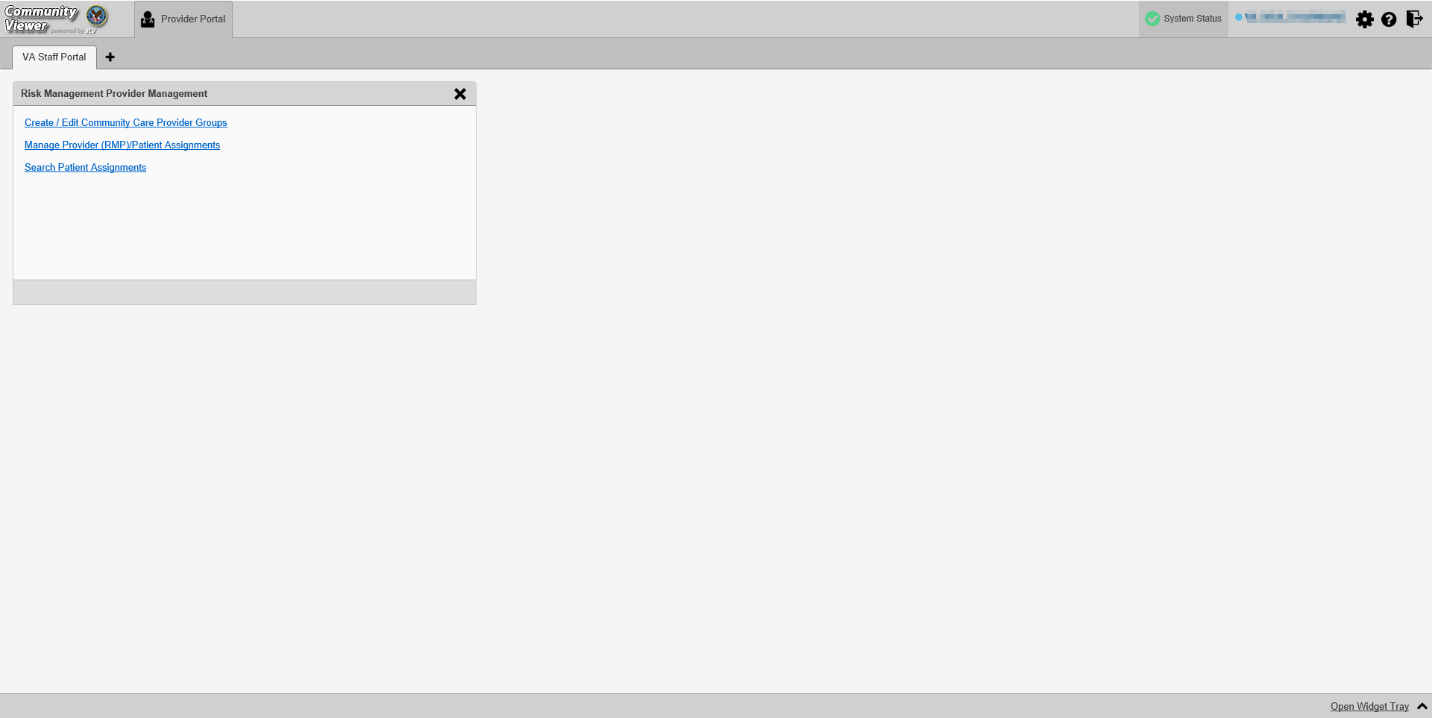 Community
Viewer
powered by JLV
Provider Portal
System Status
VA Staff Portal
Risk Management Provider Management
Create / Edit Community Care Provider Groups
Manage Provider (RMP)/Patient Assignments
Search Patient Assignments
Open Widget Tray